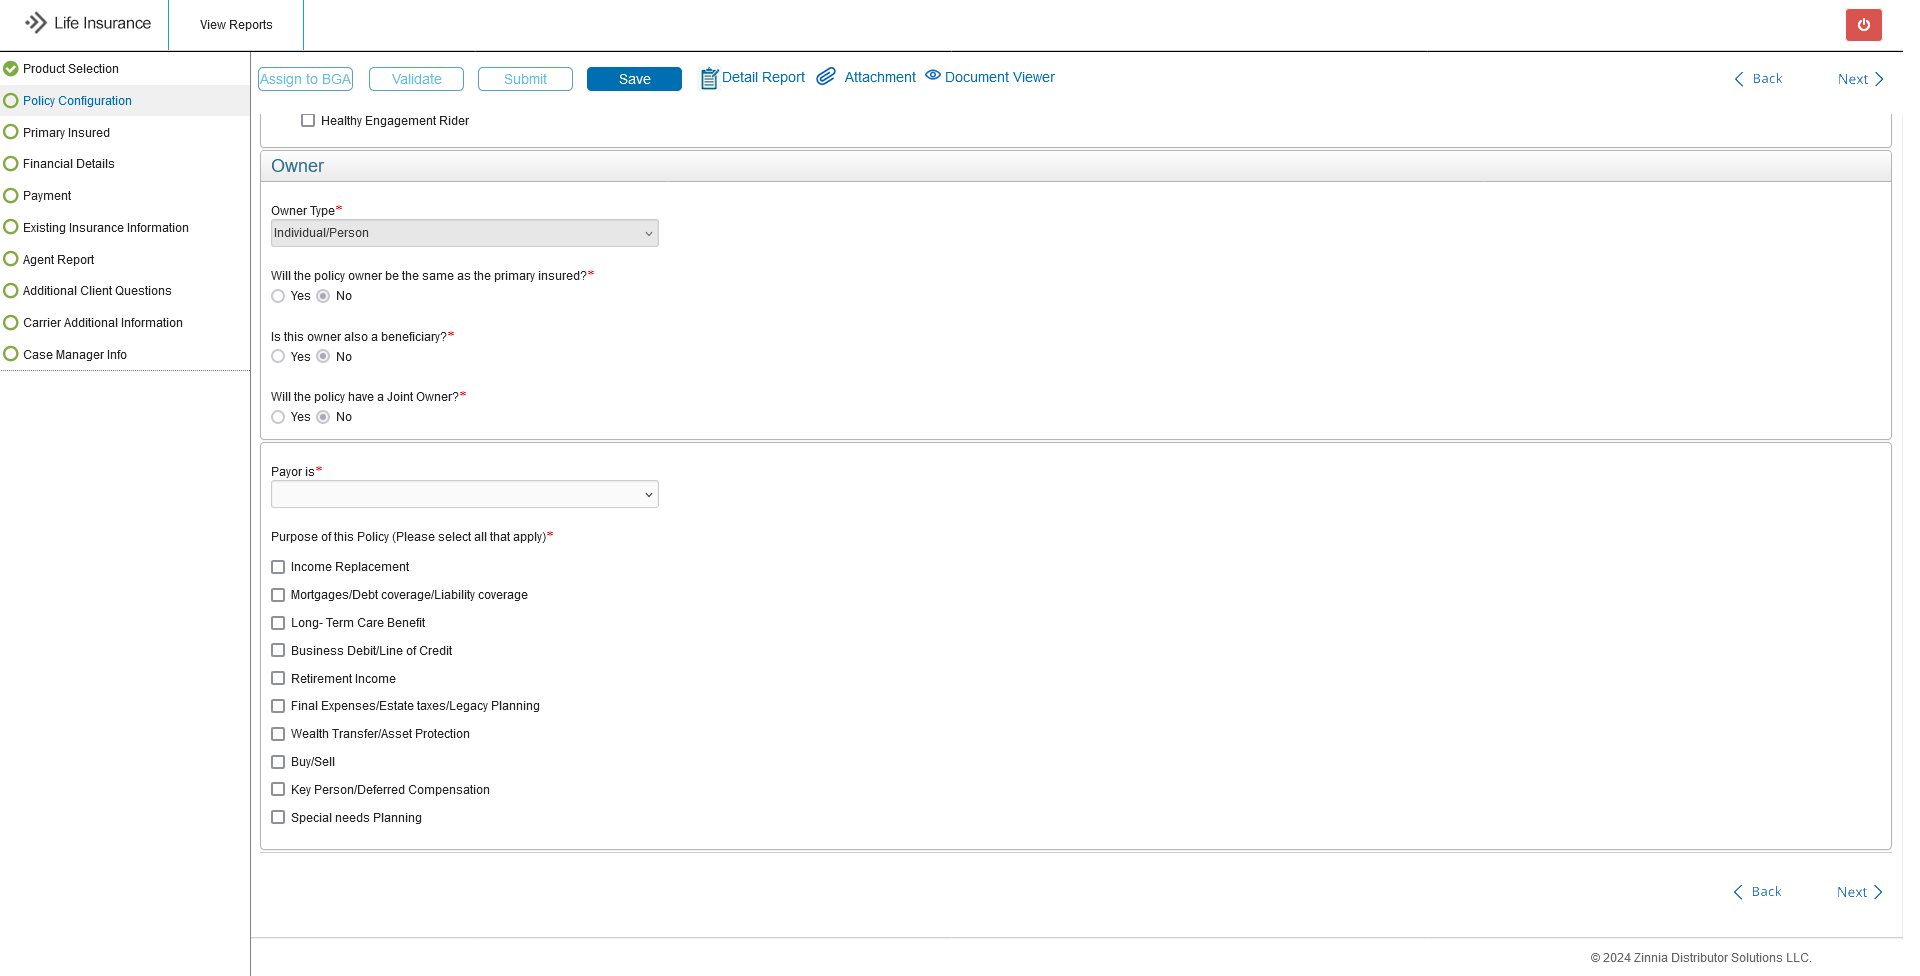 Life Insurance
View Reports
Product Selection
Policy Configuration
Primary Insured
Financial Details
Payment
Existing Insurance Information
Agent Report
Additional Client Questions
Carrier Additional Information
Case Manager Info
Assign to BGA
Validate
Submit
Save
Detail Report
Attachment
Document Viewer
Back
Next
Healthy Engagement Rider
Owner
Owner Type*
Individual/Person
Will the policy owner be the same as the primary insured?*
Yes No
Is this owner also a beneficiary?*
Yes No
Will the policy have a Joint Owner?*
Yes No
Payor is*
Purpose of this Policy (Please select all that apply)*
Income Replacement
Mortgages/Debt coverage/Liability coverage
Long- Term Care Benefit
Business Debit/Line of Credit
Retirement Income
Final Expenses/Estate taxes/Legacy Planning
Wealth Transfer/Asset Protection
Buy/Sell
Key Person/Deferred Compensation
Special needs Planning
Back
Next
© 2024 Zinnia Distributor Solutions LLC.